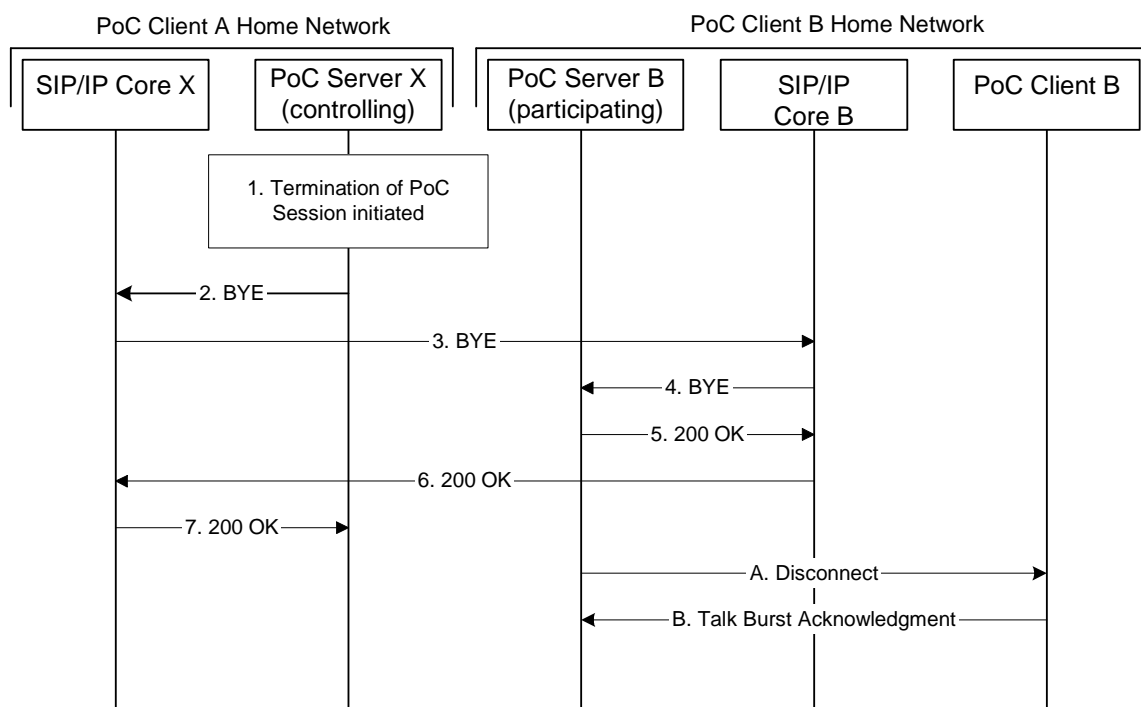 PoC Client A Home Network
PoC Client B Home Network
SIP/IP Core X
PoC Server X
(controlling)
PoC Server B
(participating)
SIP/IP
Core B
PoC Client B
1. Termination of PoC
Session initiated
2. BYE
3. BYE
4. BYE
5. 200 OK
6. 200 OK
7. 200 OK
A. Disconnect
B. Talk Burst Acknowledgment